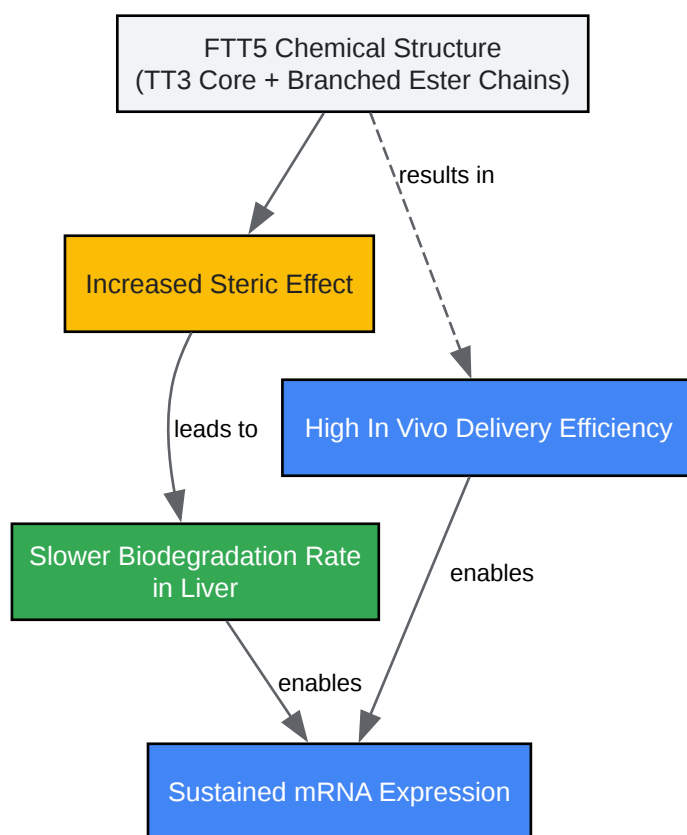 FTT5 Chemical Structure
(TT3 Core + Branched Ester Chains)
results in
Increased Steric Effect
leads to
High In Vivo Delivery Efficiency
Slower Biodegradation Rate
in Liver
enables
enables
Sustained mRNA Expression